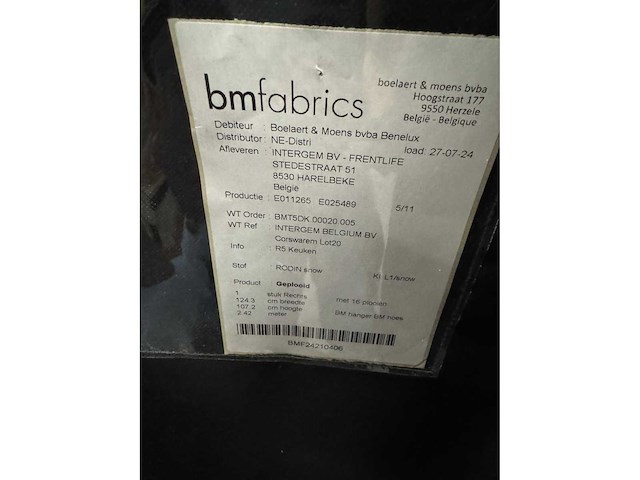 bmfabrics
boelaert & moens bvba
Hoogstraat 177
9550 Herzele
België - Belgique
Debiteur : Boelaert & Moens bvba Benelux
Distributor : NE-Distri load: 27-07-24
Afleveren : INTERGEM BV - FRENTLIFE
STEDESTRAAT 51
8530 HARELBEKE
België
Productie : E011265 E025489 5/11
WT Order : BMT5DK 00020.005
WT Ref : INTERGEM BELGIUM BV
Corswarem Lot20
Info : R5 Keuken
Stof : RODIN snow /snow
Product : Geplooid
1 stuk Rechts met 16 plooien
124.3 cm breedte
107.2 cm hoogte BM hanger BM hoes
2.42 meter
BMF24210406